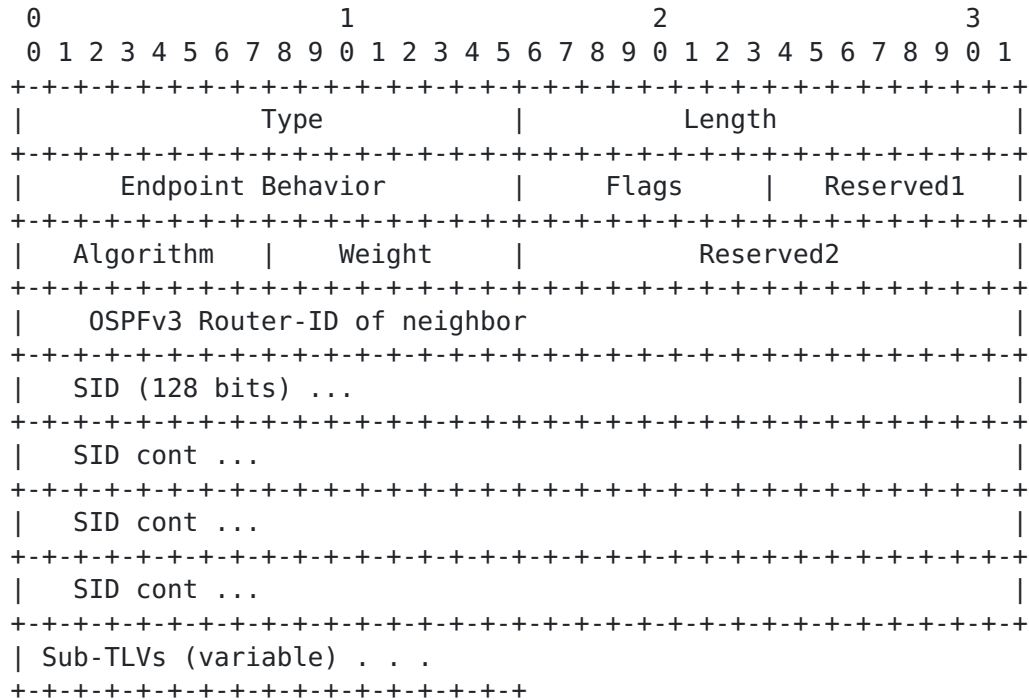 0                   1                   2                   3
 0 1 2 3 4 5 6 7 8 9 0 1 2 3 4 5 6 7 8 9 0 1 2 3 4 5 6 7 8 9 0 1
+-+-+-+-+-+-+-+-+-+-+-+-+-+-+-+-+-+-+-+-+-+-+-+-+-+-+-+-+-+-+-+-+
|               Type            |          Length               |
+-+-+-+-+-+-+-+-+-+-+-+-+-+-+-+-+-+-+-+-+-+-+-+-+-+-+-+-+-+-+-+-+
|      Endpoint Behavior        |     Flags     |   Reserved1   |
+-+-+-+-+-+-+-+-+-+-+-+-+-+-+-+-+-+-+-+-+-+-+-+-+-+-+-+-+-+-+-+-+
|   Algorithm   |    Weight     |           Reserved2           |
+-+-+-+-+-+-+-+-+-+-+-+-+-+-+-+-+-+-+-+-+-+-+-+-+-+-+-+-+-+-+-+-+
|    OSPFv3 Router-ID of neighbor                               |
+-+-+-+-+-+-+-+-+-+-+-+-+-+-+-+-+-+-+-+-+-+-+-+-+-+-+-+-+-+-+-+-+
|   SID (128 bits) ...                                          |
+-+-+-+-+-+-+-+-+-+-+-+-+-+-+-+-+-+-+-+-+-+-+-+-+-+-+-+-+-+-+-+-+
|   SID cont ...                                                |
+-+-+-+-+-+-+-+-+-+-+-+-+-+-+-+-+-+-+-+-+-+-+-+-+-+-+-+-+-+-+-+-+
|   SID cont ...                                                |
+-+-+-+-+-+-+-+-+-+-+-+-+-+-+-+-+-+-+-+-+-+-+-+-+-+-+-+-+-+-+-+-+
|   SID cont ...                                                |
+-+-+-+-+-+-+-+-+-+-+-+-+-+-+-+-+-+-+-+-+-+-+-+-+-+-+-+-+-+-+-+-+
| Sub-TLVs (variable) . . .
+-+-+-+-+-+-+-+-+-+-+-+-+-+-+-+-+